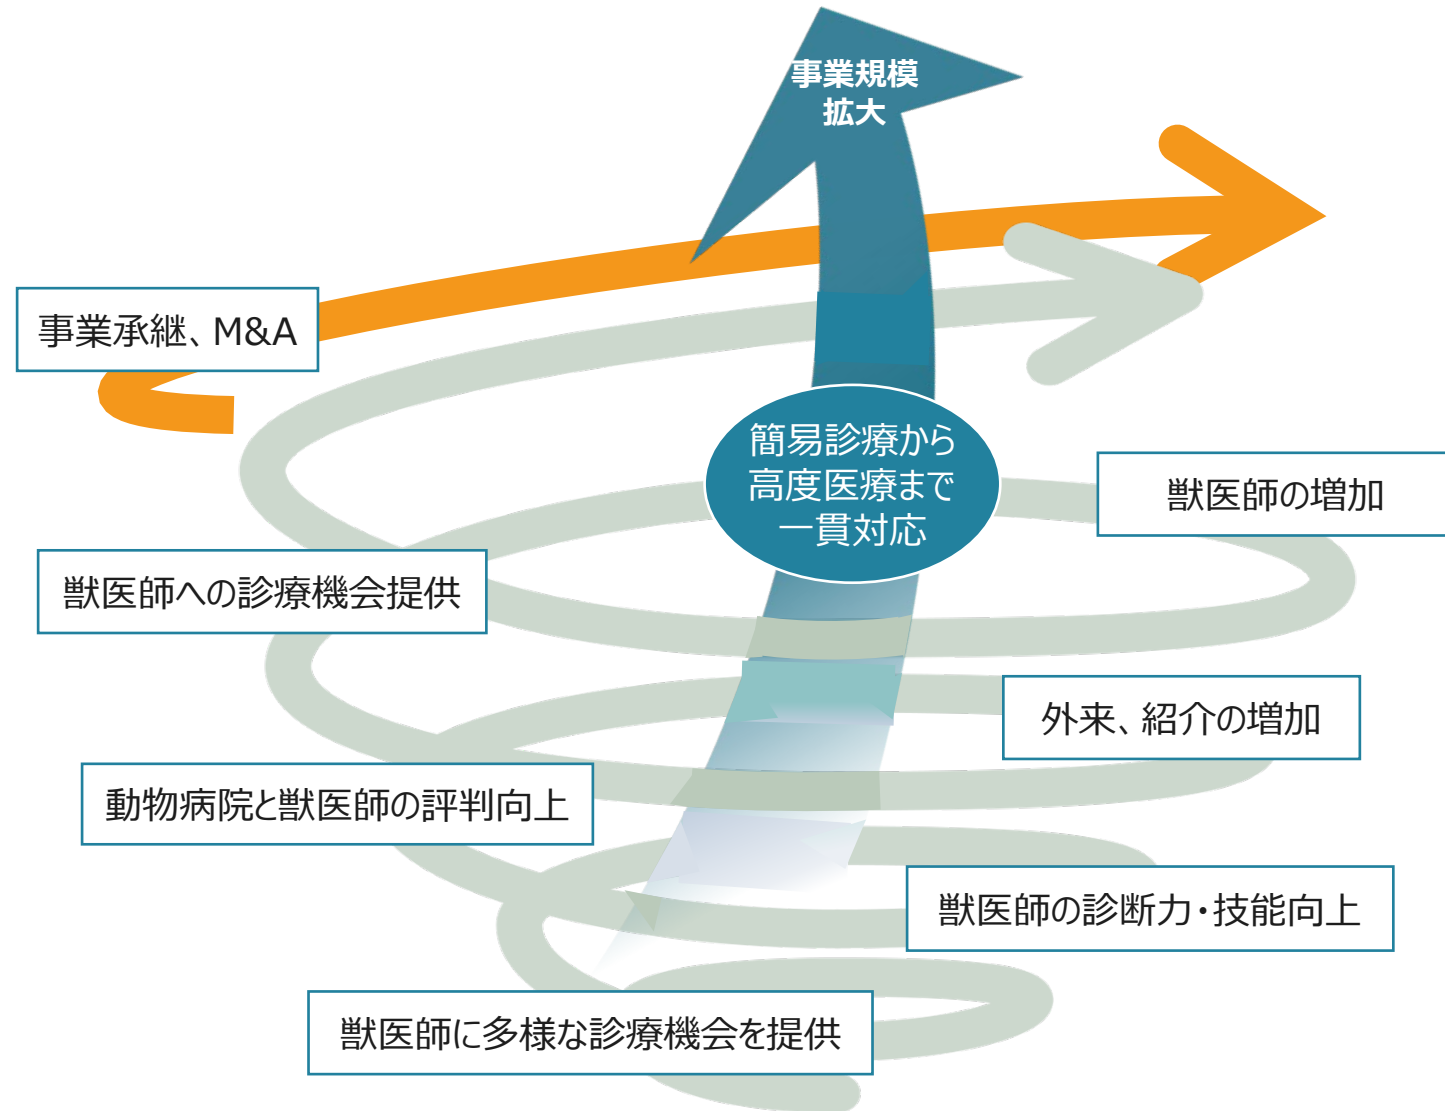 事業規模
拡大
事業承継、M&A
簡易診療から
高度医療まで
一貫対応
獣医師の増加
獣医師への診療機会提供
外来、紹介の増加
動物病院と獣医師の評判向上
獣医師の診断力・技能向上
獣医師に多様な診療機会を提供